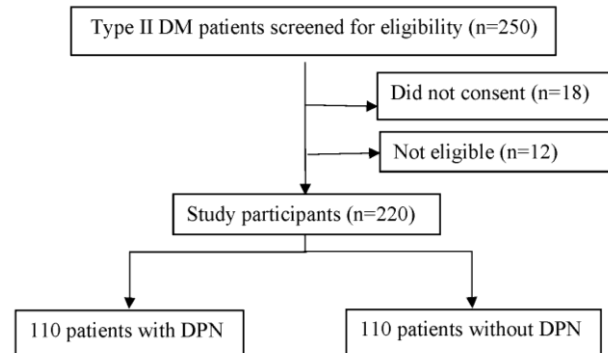 Type II DM patients screened for eligibility (n=250)
Did not consent (n=18)
Not eligible (n=12)
Study participants (n=220)
110 patients with DPN
110 patients without DPN